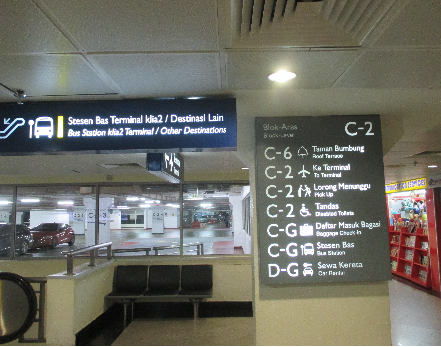 Stesen Bas Terminal klia2 / Destinasi Lain
Bus Station klia2 Terminal / Other Destinations
Blok-Aras
Block-Level
C-2
C-6 Taman Bumbung
Roof Terrace
C-2 Ke Terminal
To Terminal
C-2 Lorong Menunggu
Pick Up
C-2 Tandas
Disabled Toilets
C-G Daftar Masuk Bagasi
Baggage Check-in
C-G Stesen Bas
Bus Station
D-G Sewa Kereta
Car Rental